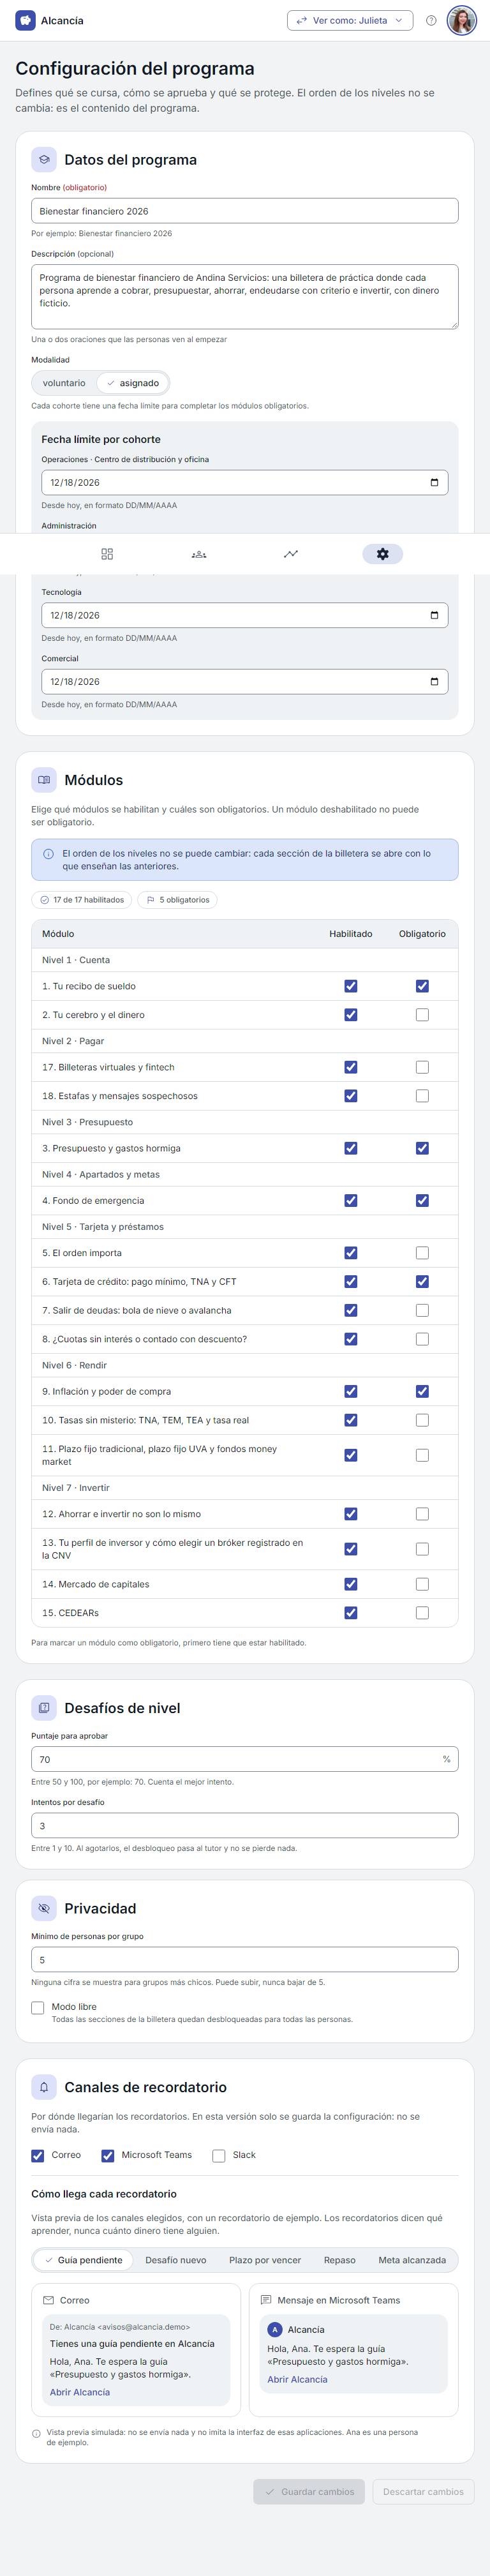 Alcancía
Ver como: Julieta
Configuración del programa
Defines qué se cursa, cómo se aprueba y qué se protege. El orden de los niveles no se
cambia: es el contenido del programa.
Datos del programa
Nombre (obligatorio)
Bienestar financiero 2026
Por ejemplo: Bienestar financiero 2026
Descripción (opcional)
Programa de bienestar financiero de Andina Servicios: una billetera de práctica donde cada
persona aprende a cobrar, presupuestar, ahorrar, endeudarse con criterio e invertir, con dinero
ficticio.
Una o dos oraciones que las personas ven al empezar
Modalidad
voluntario
asignado
Cada cohorte tiene una fecha límite para completar los módulos obligatorios.
Fecha límite por cohorte
Operaciones · Centro de distribución y oficina
12/18/2026
Desde hoy, en formato DD/MM/AAAA
Administración
Tecnología
12/18/2026
Desde hoy, en formato DD/MM/AAAA
Comercial
12/18/2026
Desde hoy, en formato DD/MM/AAAA
Módulos
Elige qué módulos se habilitan y cuáles son obligatorios. Un módulo deshabilitado no puede
ser obligatorio.
El orden de los niveles no se puede cambiar: cada sección de la billetera se abre con lo
que enseñan las anteriores.
17 de 17 habilitados
5 obligatorios
Módulo Habilitado Obligatorio
Nivel 1 · Cuenta
1. Tu recibo de sueldo
2. Tu cerebro y el dinero
Nivel 2 · Pagar
17. Billeteras virtuales y fintech
18. Estafas y mensajes sospechosos
Nivel 3 · Presupuesto
3. Presupuesto y gastos hormiga
Nivel 4 · Apartados y metas
4. Fondo de emergencia
Nivel 5 · Tarjeta y préstamos
5. El orden importa
6. Tarjeta de crédito: pago mínimo, TNA y CFT
7. Salir de deudas: bola de nieve o avalancha
8. ¿Cuotas sin interés o contado con descuento?
Nivel 6 · Rendir
9. Inflación y poder de compra
10. Tasas sin misterio: TNA, TEM, TEA y tasa real
11. Plazo fijo tradicional, plazo fijo UVA y fondos money
market
Nivel 7 · Invertir
12. Ahorrar e invertir no son lo mismo
13. Tu perfil de inversor y cómo elegir un bróker registrado en
la CNV
14. Mercado de capitales
15. CEDEARs
Para marcar un módulo como obligatorio, primero tiene que estar habilitado.
Desafíos de nivel
Puntaje para aprobar
70 %
Entre 50 y 100, por ejemplo: 70. Cuenta el mejor intento.
Intentos por desafío
3
Entre 1 y 10. Al agotarlos, el desbloqueo pasa al tutor y no se pierde nada.
Privacidad
Mínimo de personas por grupo
5
Ninguna cifra se muestra para grupos más chicos. Puede subir, nunca bajar de 5.
Modo libre
Todas las secciones de la billetera quedan desbloqueadas para todas las personas.
Canales de recordatorio
Por dónde llegarían los recordatorios. En esta versión solo se guarda la configuración: no se
envía nada.
Correo
Microsoft Teams
Slack
Cómo llega cada recordatorio
Vista previa de los canales elegidos, con un recordatorio de ejemplo. Los recordatorios dicen qué
aprender, nunca cuánto dinero tiene alguien.
Guía pendiente
Desafío nuevo
Plazo por vencer
Repaso
Meta alcanzada
Correo
De: Alcancía <avisos@alcancia.demo>
Tienes una guía pendiente en Alcancía
Hola, Ana. Te espera la guía
«Presupuesto y gastos hormiga».
Abrir Alcancía
Mensaje en Microsoft Teams
A Alcancía
Hola, Ana. Te espera la guía
«Presupuesto y gastos hormiga».
Abrir Alcancía
Vista previa simulada: no se envía nada y no imita la interfaz de esas aplicaciones. Ana es una persona
de ejemplo.
Guardar cambios
Descartar cambios